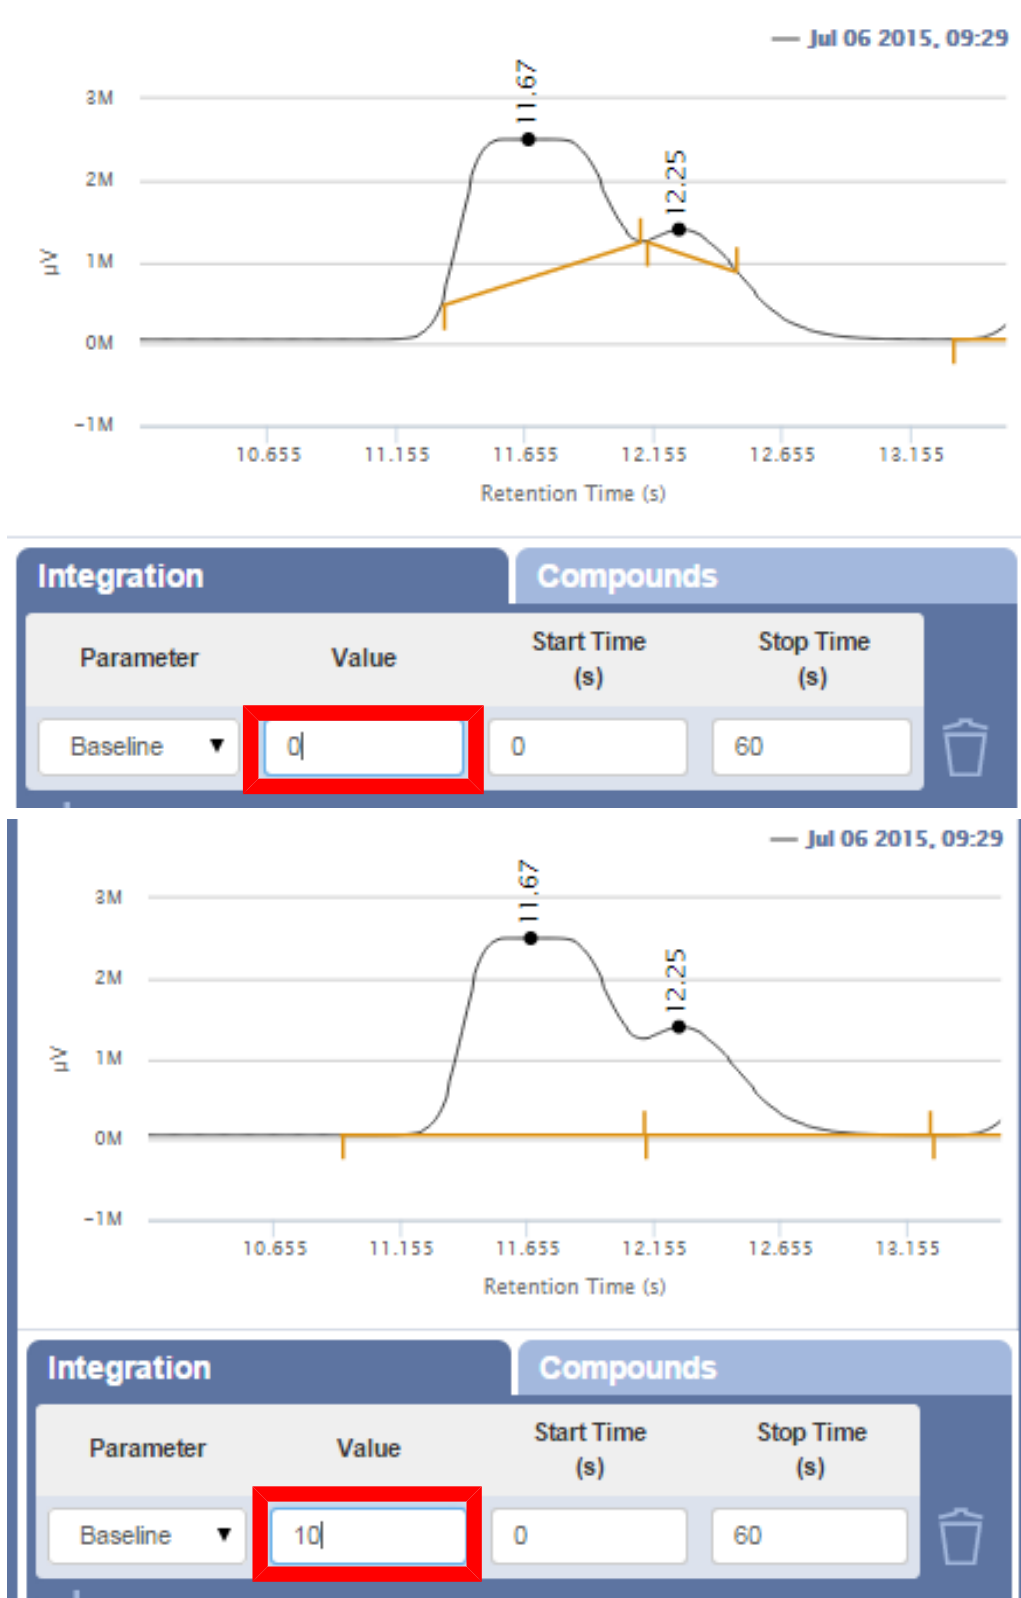 Jul 06 2015, 09:29
11.67
3M
12.25
2M
µV
1M
0M
-1M
10.655 11.155 11.655 12.155 12.655 13.155
Retention Time (s)
Integration Compounds
Parameter Value Start Time (s) Stop Time (s)
Baseline 0 0 60
Jul 06 2015, 09:29
11.67
3M
12.25
2M
µV
1M
0M
-1M
10.655 11.155 11.655 12.155 12.655 13.155
Retention Time (s)
Integration Compounds
Parameter Value Start Time (s) Stop Time (s)
Baseline 10 0 60